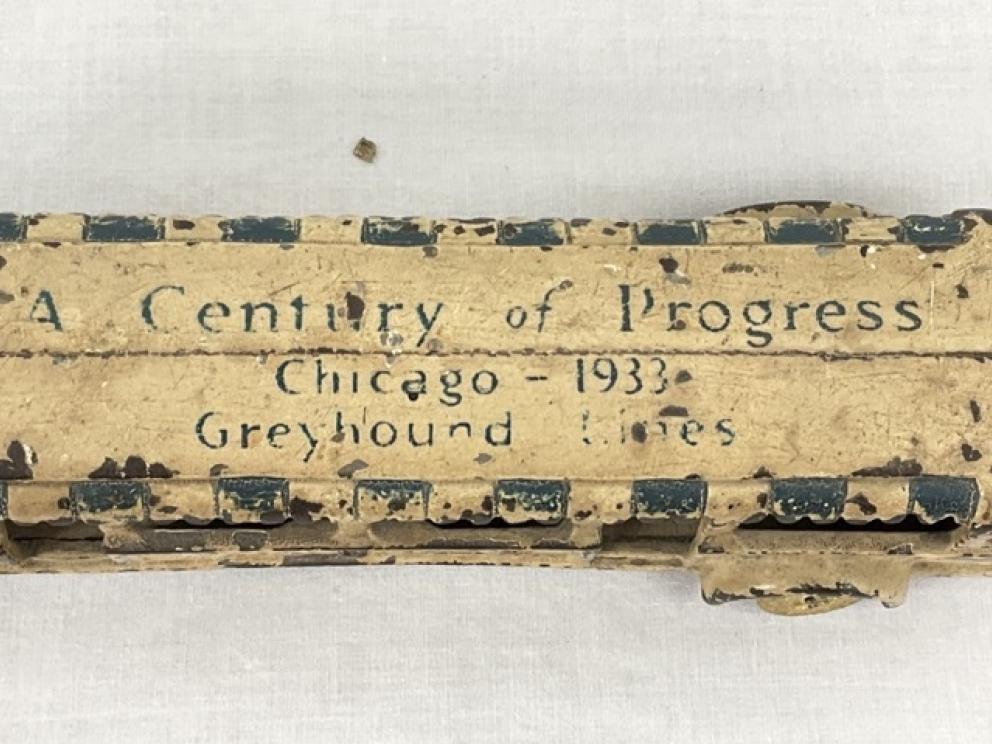 A Century of Progress
Chicago - 1933
Greyhound Lines